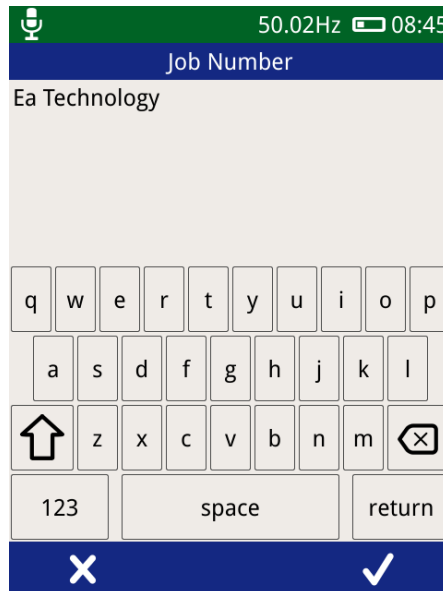 50.02Hz 08:45
Job Number
Ea Technology
q w e r t y u i o p
a s d f g h j k l
z x c v b n m
123 space return